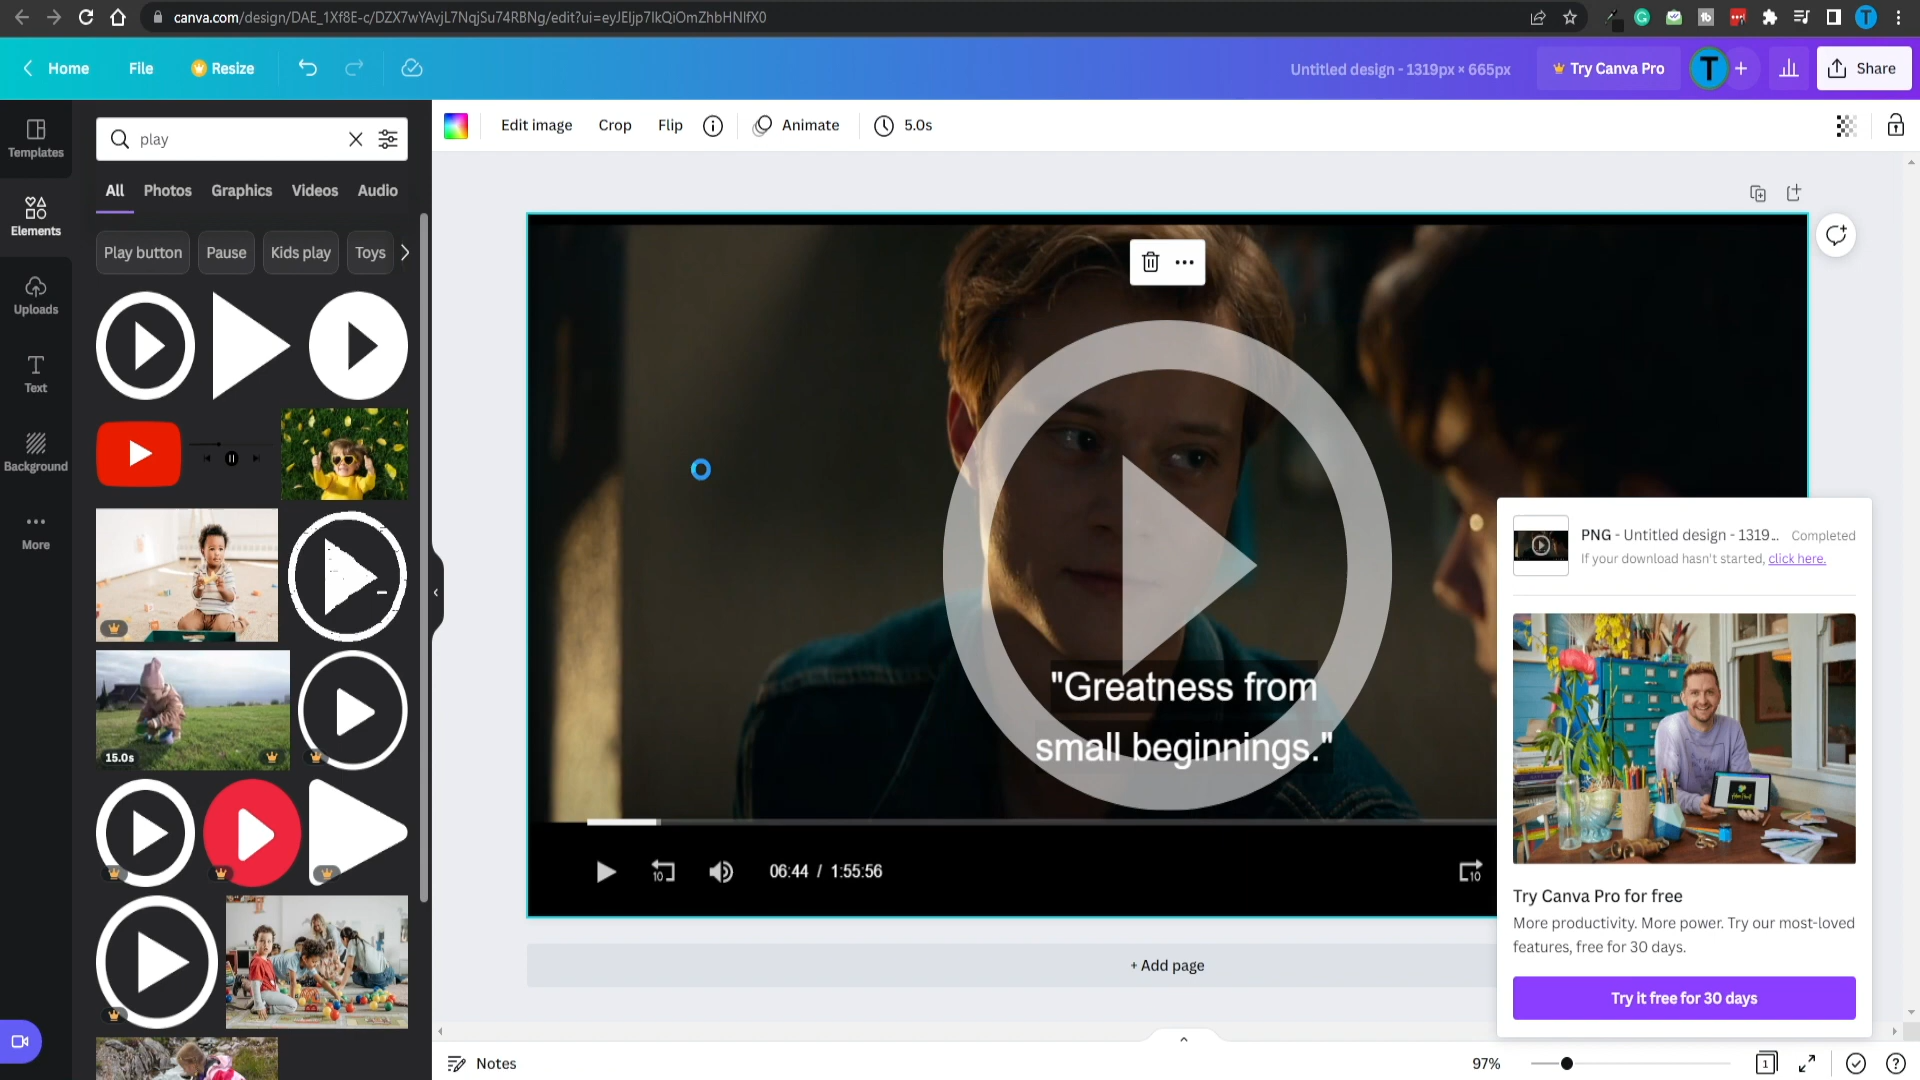 canva.com/design/DAE_1Xf8E-c/DZX7wYAvjL7NqjSu74RBNg/edit?ui=eyJEIjp7IkQiOmZhbHNlfX0
Home
File
Resize
Untitled design - 1319px × 665px
Try Canva Pro
T
+
Share
Templates
Elements
Uploads
Text
Background
More
play
All
Photos
Graphics
Videos
Audio
Play button
Pause
Kids play
Toys
15.0s
Edit image
Crop
Flip
Animate
5.0s
"Greatness from
small beginnings."
10
06:44 / 1:55:56
10
+ Add page
PNG - Untitled design - 1319... Completed
If your download hasn't started, click here.
Try Canva Pro for free
More productivity. More power. Try our most-loved
features, free for 30 days.
Try it free for 30 days
Notes
97%
1